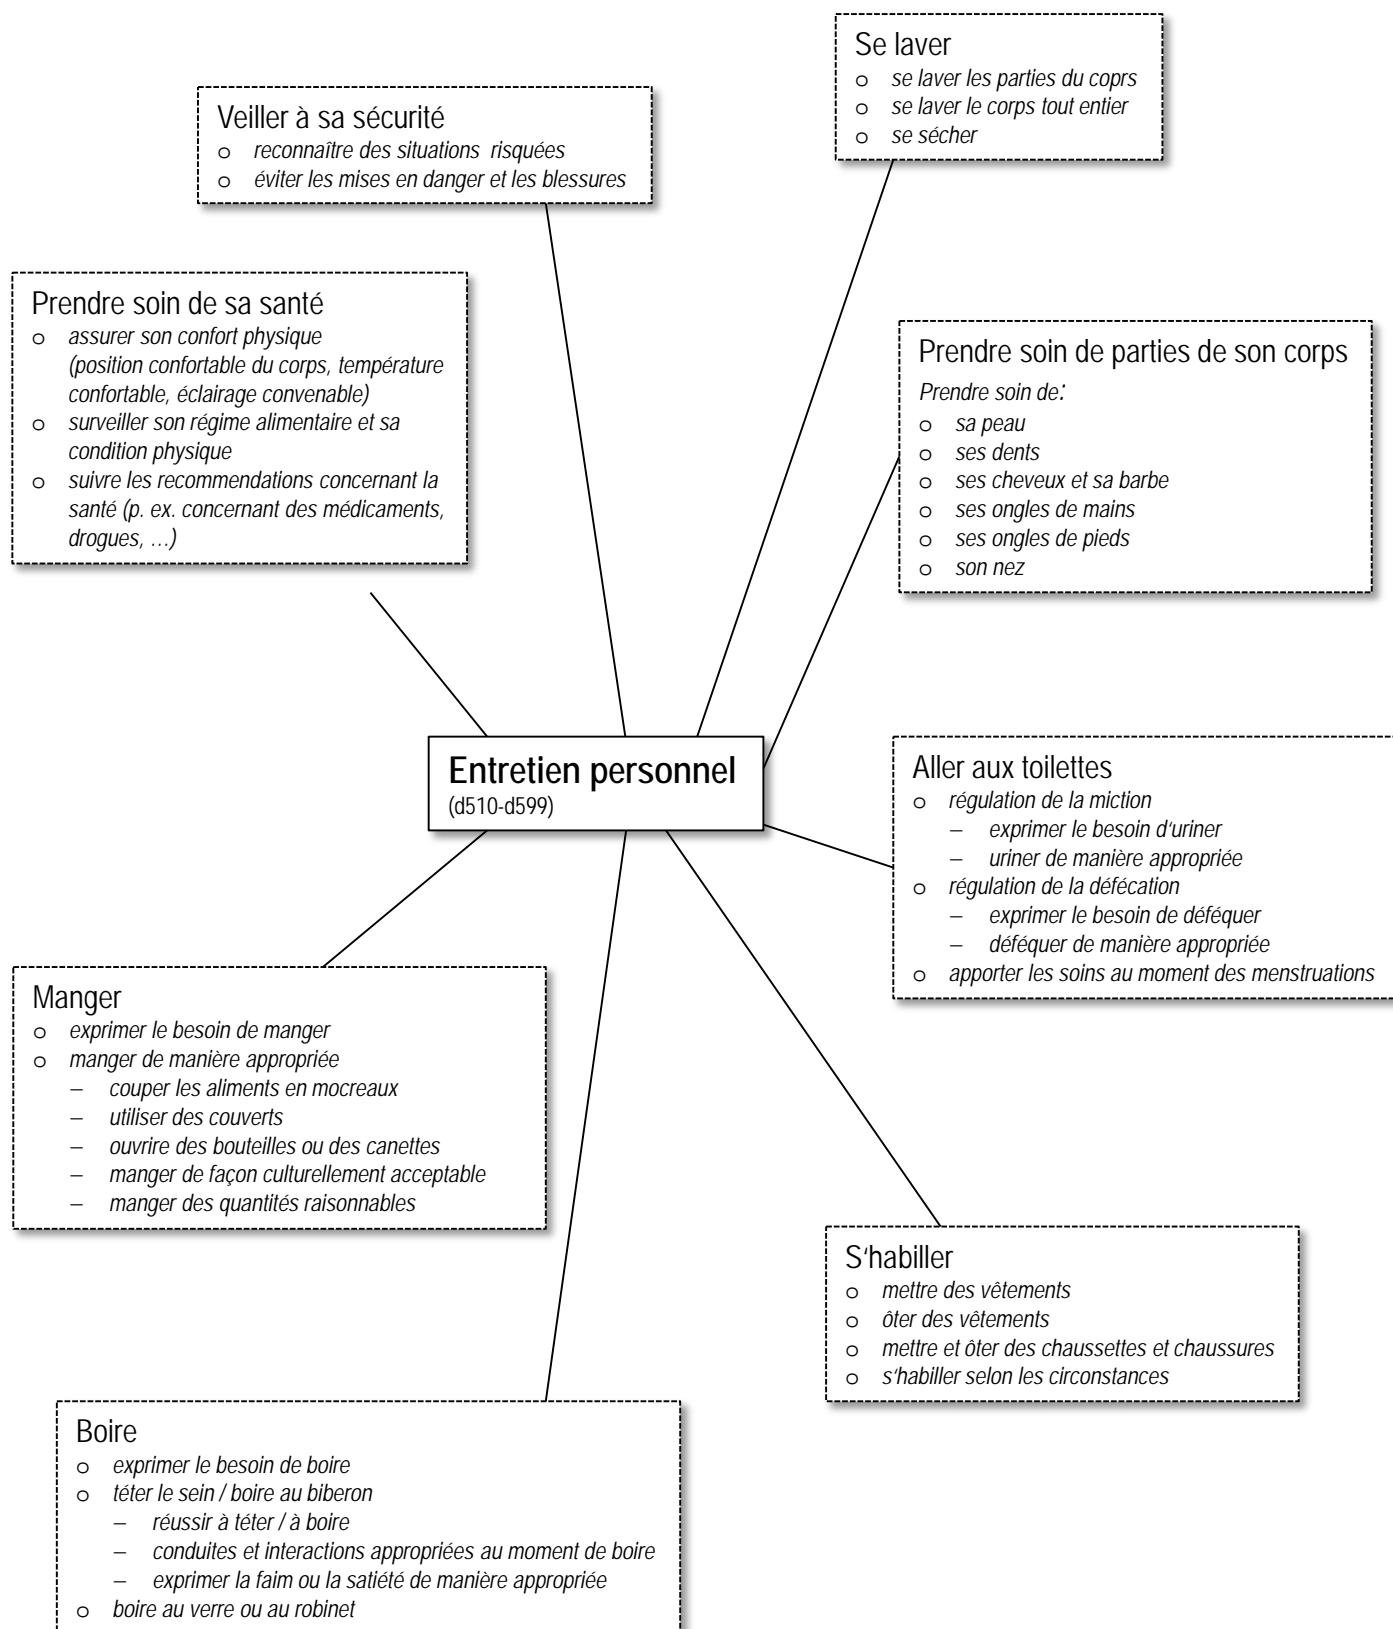 Se laver
o se laver les parties du coprs
o se laver le corps tout entier
o se sécher
Veiller à sa sécurité
o reconnaître des situations risquées
o éviter les mises en danger et les blessures
Prendre soin de sa santé
o assurer son confort physique
(position confortable du corps, température
confortable, éclairage convenable)
o surveiller son régime alimentaire et sa
condition physique
o suivre les recommendations concernant la
santé (p. ex. concernant des médicaments,
drogues, …)
Prendre soin de parties de son corps
Prendre soin de:
o sa peau
o ses dents
o ses cheveux et sa barbe
o ses ongles de mains
o ses ongles de pieds
o son nez
Entretien personnel
(d510-d599)
Aller aux toilettes
o régulation de la miction
– exprimer le besoin d‘uriner
– uriner de manière appropriée
o régulation de la défécation
– exprimer le besoin de déféquer
– déféquer de manière appropriée
o apporter les soins au moment des menstruations
Manger
o exprimer le besoin de manger
o manger de manière appropriée
– couper les aliments en mocreaux
– utiliser des couverts
– ouvrire des bouteilles ou des canettes
– manger de façon culturellement acceptable
– manger des quantités raisonnables
S‘habiller
o mettre des vêtements
o ôter des vêtements
o mettre et ôter des chaussettes et chaussures
o s‘habiller selon les circonstances
Boire
o exprimer le besoin de boire
o téter le sein / boire au biberon
– réussir à téter / à boire
– conduites et interactions appropriées au moment de boire
– exprimer la faim ou la satiété de manière appropriée
o boire au verre ou au robinet